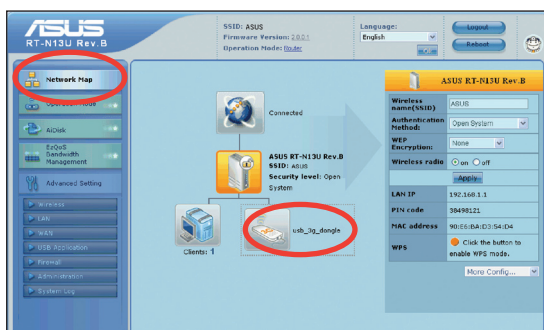 ASUS
RT-N13U Rev.B
SSID: ASUS
Firmware Version: 2.0.0.1
Operation Mode: Router
Language:
English
Logout
Reboot
Network Map
Operation Mode
AiDisk
EzQoS
Bandwidth
Management
Advanced Setting
Wireless
LAN
WAN
USB Application
Firewall
Administration
System Log
Connected
ASUS RT-N13U Rev.B
SSID: ASUS
Security level: Open
System
Clients: 1
usb_3g_dongle
ASUS RT-N13U Rev.B
Wireless
name(SSID)
ASUS
Authentication
Method:
Open System
WEP
Encryption:
None
Wireless radio
on
off
Apply
LAN IP
192.168.1.1
PIN code
38498121
MAC address
90:E6:BA:D3:54:D4
WPS
Click the button to
enable WPS mode.
More Config...